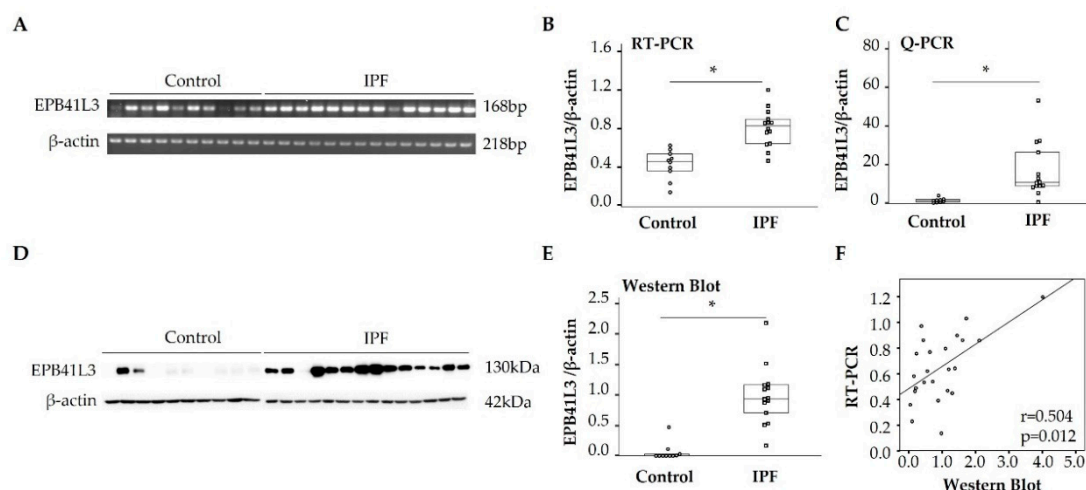 A
Control IPF
EPB41L3 168bp
β-actin 218bp
B
RT-PCR
EPB41L3/β-actin
1.6
1.2
0.8
0.4
0
*
Control IPF
C
Q-PCR
EPB41L3/β-actin
80
60
40
20
0
*
Control IPF
D
Control IPF
EPB41L3 130kDa
β-actin 42kDa
E
Western Blot
EPB41L3 /β-actin
2.5
2.0
1.5
1.0
0.5
0
*
Control IPF
F
RT-PCR
1.2
1.0
0.8
0.6
0.4
0.2
0.0
r=0.504
p=0.012
0.0 1.0 2.0 3.0 4.0 5.0
Western Blot